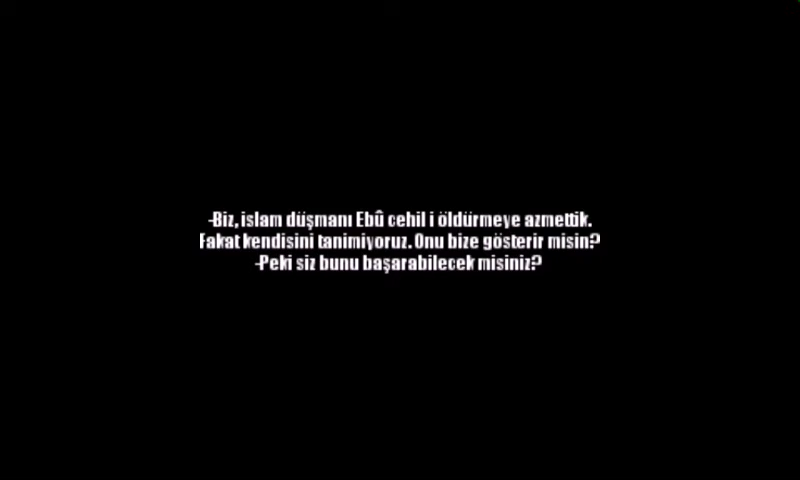 -Biz, islam düşmanı Ebû cehil i öldürmeye azmettik.
Fakat kendisini tanimiyoruz. Onu bize gösterir misin?
-Peki siz bunu başarabilecek misiniz?